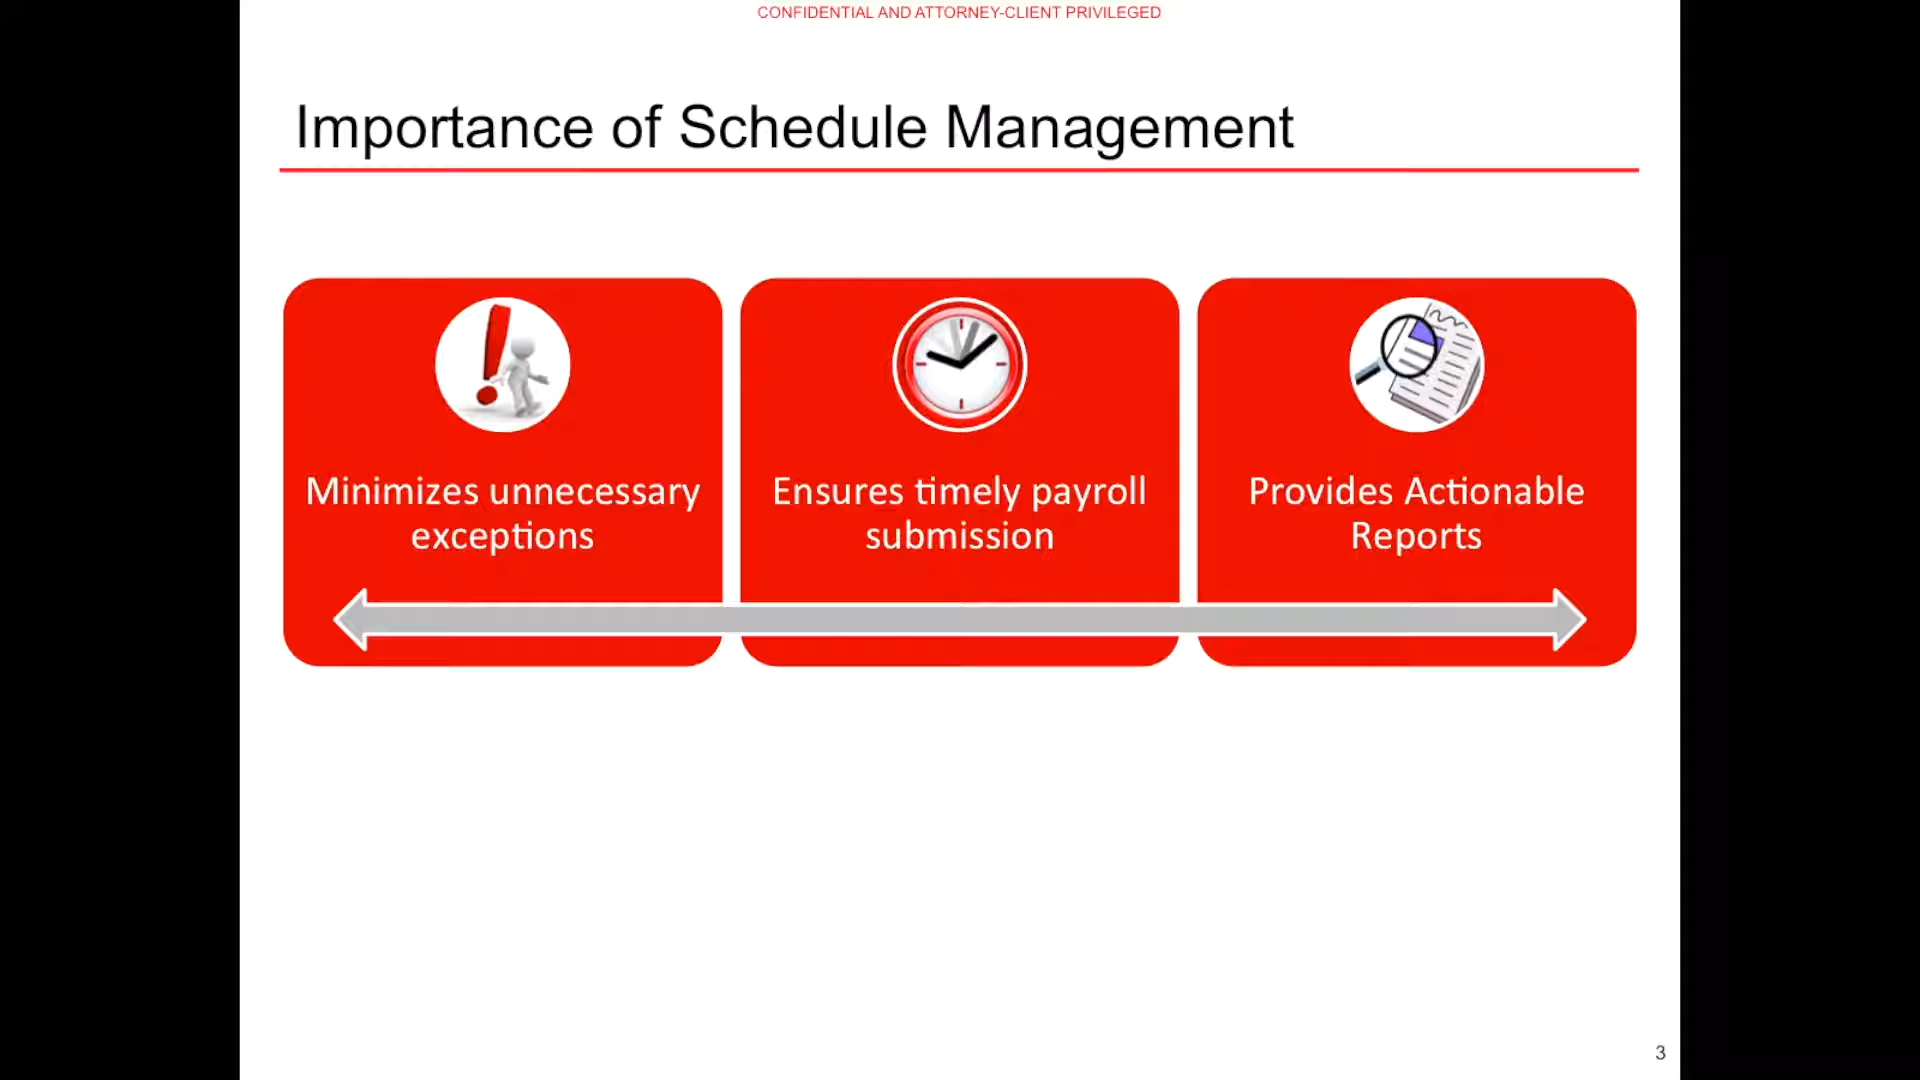 CONFIDENTIAL AND ATTORNEY-CLIENT PRIVILEGED
Importance of Schedule Management
Minimizes unnecessary
exceptions
Ensures timely payroll
submission
Provides Actionable
Reports
3